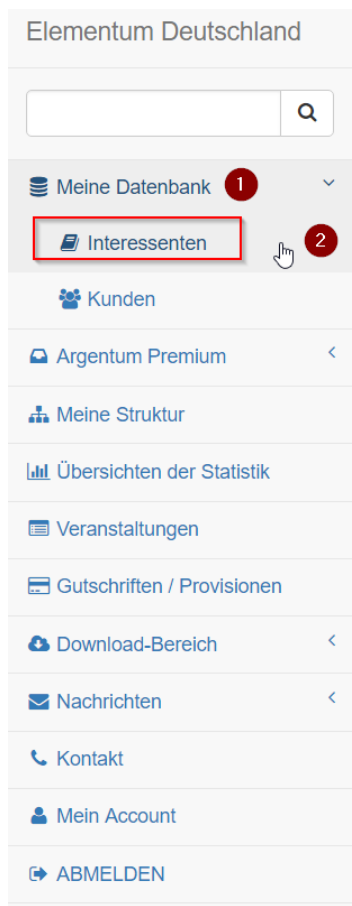 Elementum Deutschland
Meine Datenbank 1
Interessenten 2
Kunden
Argentum Premium
Meine Struktur
Übersichten der Statistik
Veranstaltungen
Gutschriften / Provisionen
Download-Bereich
Nachrichten
Kontakt
Mein Account
ABMELDEN